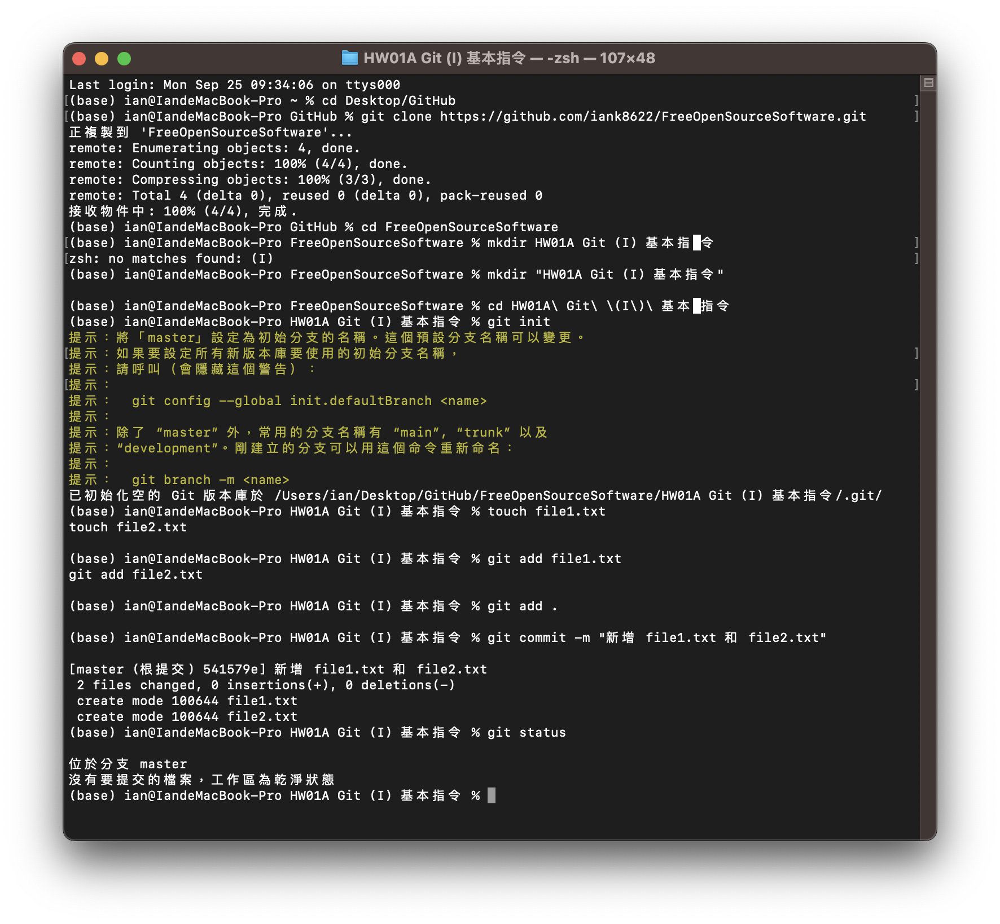 HW01A Git (I) 基本指令 — -zsh — 107×48
Last login: Mon Sep 25 09:34:06 on ttys000
[(base) ian@IandeMacBook-Pro ~ % cd Desktop/GitHub ]
[(base) ian@IandeMacBook-Pro GitHub % git clone https://github.com/iank8622/FreeOpenSourceSoftware.git ]
正複製到 'FreeOpenSourceSoftware'...
remote: Enumerating objects: 4, done.
remote: Counting objects: 100% (4/4), done.
remote: Compressing objects: 100% (3/3), done.
remote: Total 4 (delta 0), reused 0 (delta 0), pack-reused 0
接收物件中: 100% (4/4), 完成.
(base) ian@IandeMacBook-Pro GitHub % cd FreeOpenSourceSoftware
[(base) ian@IandeMacBook-Pro FreeOpenSourceSoftware % mkdir HW01A Git (I) 基本指 令 ]
[zsh: no matches found: (I) ]
(base) ian@IandeMacBook-Pro FreeOpenSourceSoftware % mkdir "HW01A Git (I) 基本指令"
(base) ian@IandeMacBook-Pro FreeOpenSourceSoftware % cd HW01A\ Git\ \(I\)\ 基本 指令
(base) ian@IandeMacBook-Pro HW01A Git (I) 基本指令 % git init
提示：將「master」設定為初始分支的名稱。這個預設分支名稱可以變更。
[提示：如果要設定所有新版本庫要使用的初始分支名稱， ]
提示：請呼叫（會隱藏這個警告）：
[提示： ]
提示：  git config --global init.defaultBranch <name>
提示：
提示：除了 “master” 外，常用的分支名稱有 “main”, “trunk” 以及
提示：“development”。剛建立的分支可以用這個命令重新命名：
提示：
提示：  git branch -m <name>
已初始化空的 Git 版本庫於 /Users/ian/Desktop/GitHub/FreeOpenSourceSoftware/HW01A Git (I) 基本指令/.git/
(base) ian@IandeMacBook-Pro HW01A Git (I) 基本指令 % touch file1.txt
touch file2.txt
(base) ian@IandeMacBook-Pro HW01A Git (I) 基本指令 % git add file1.txt
git add file2.txt
(base) ian@IandeMacBook-Pro HW01A Git (I) 基本指令 % git add .
(base) ian@IandeMacBook-Pro HW01A Git (I) 基本指令 % git commit -m "新增 file1.txt 和 file2.txt"
[master (根提交) 541579e] 新增 file1.txt 和 file2.txt
 2 files changed, 0 insertions(+), 0 deletions(-)
 create mode 100644 file1.txt
 create mode 100644 file2.txt
(base) ian@IandeMacBook-Pro HW01A Git (I) 基本指令 % git status
位於分支 master
沒有要提交的檔案，工作區為乾淨狀態
(base) ian@IandeMacBook-Pro HW01A Git (I) 基本指令 %